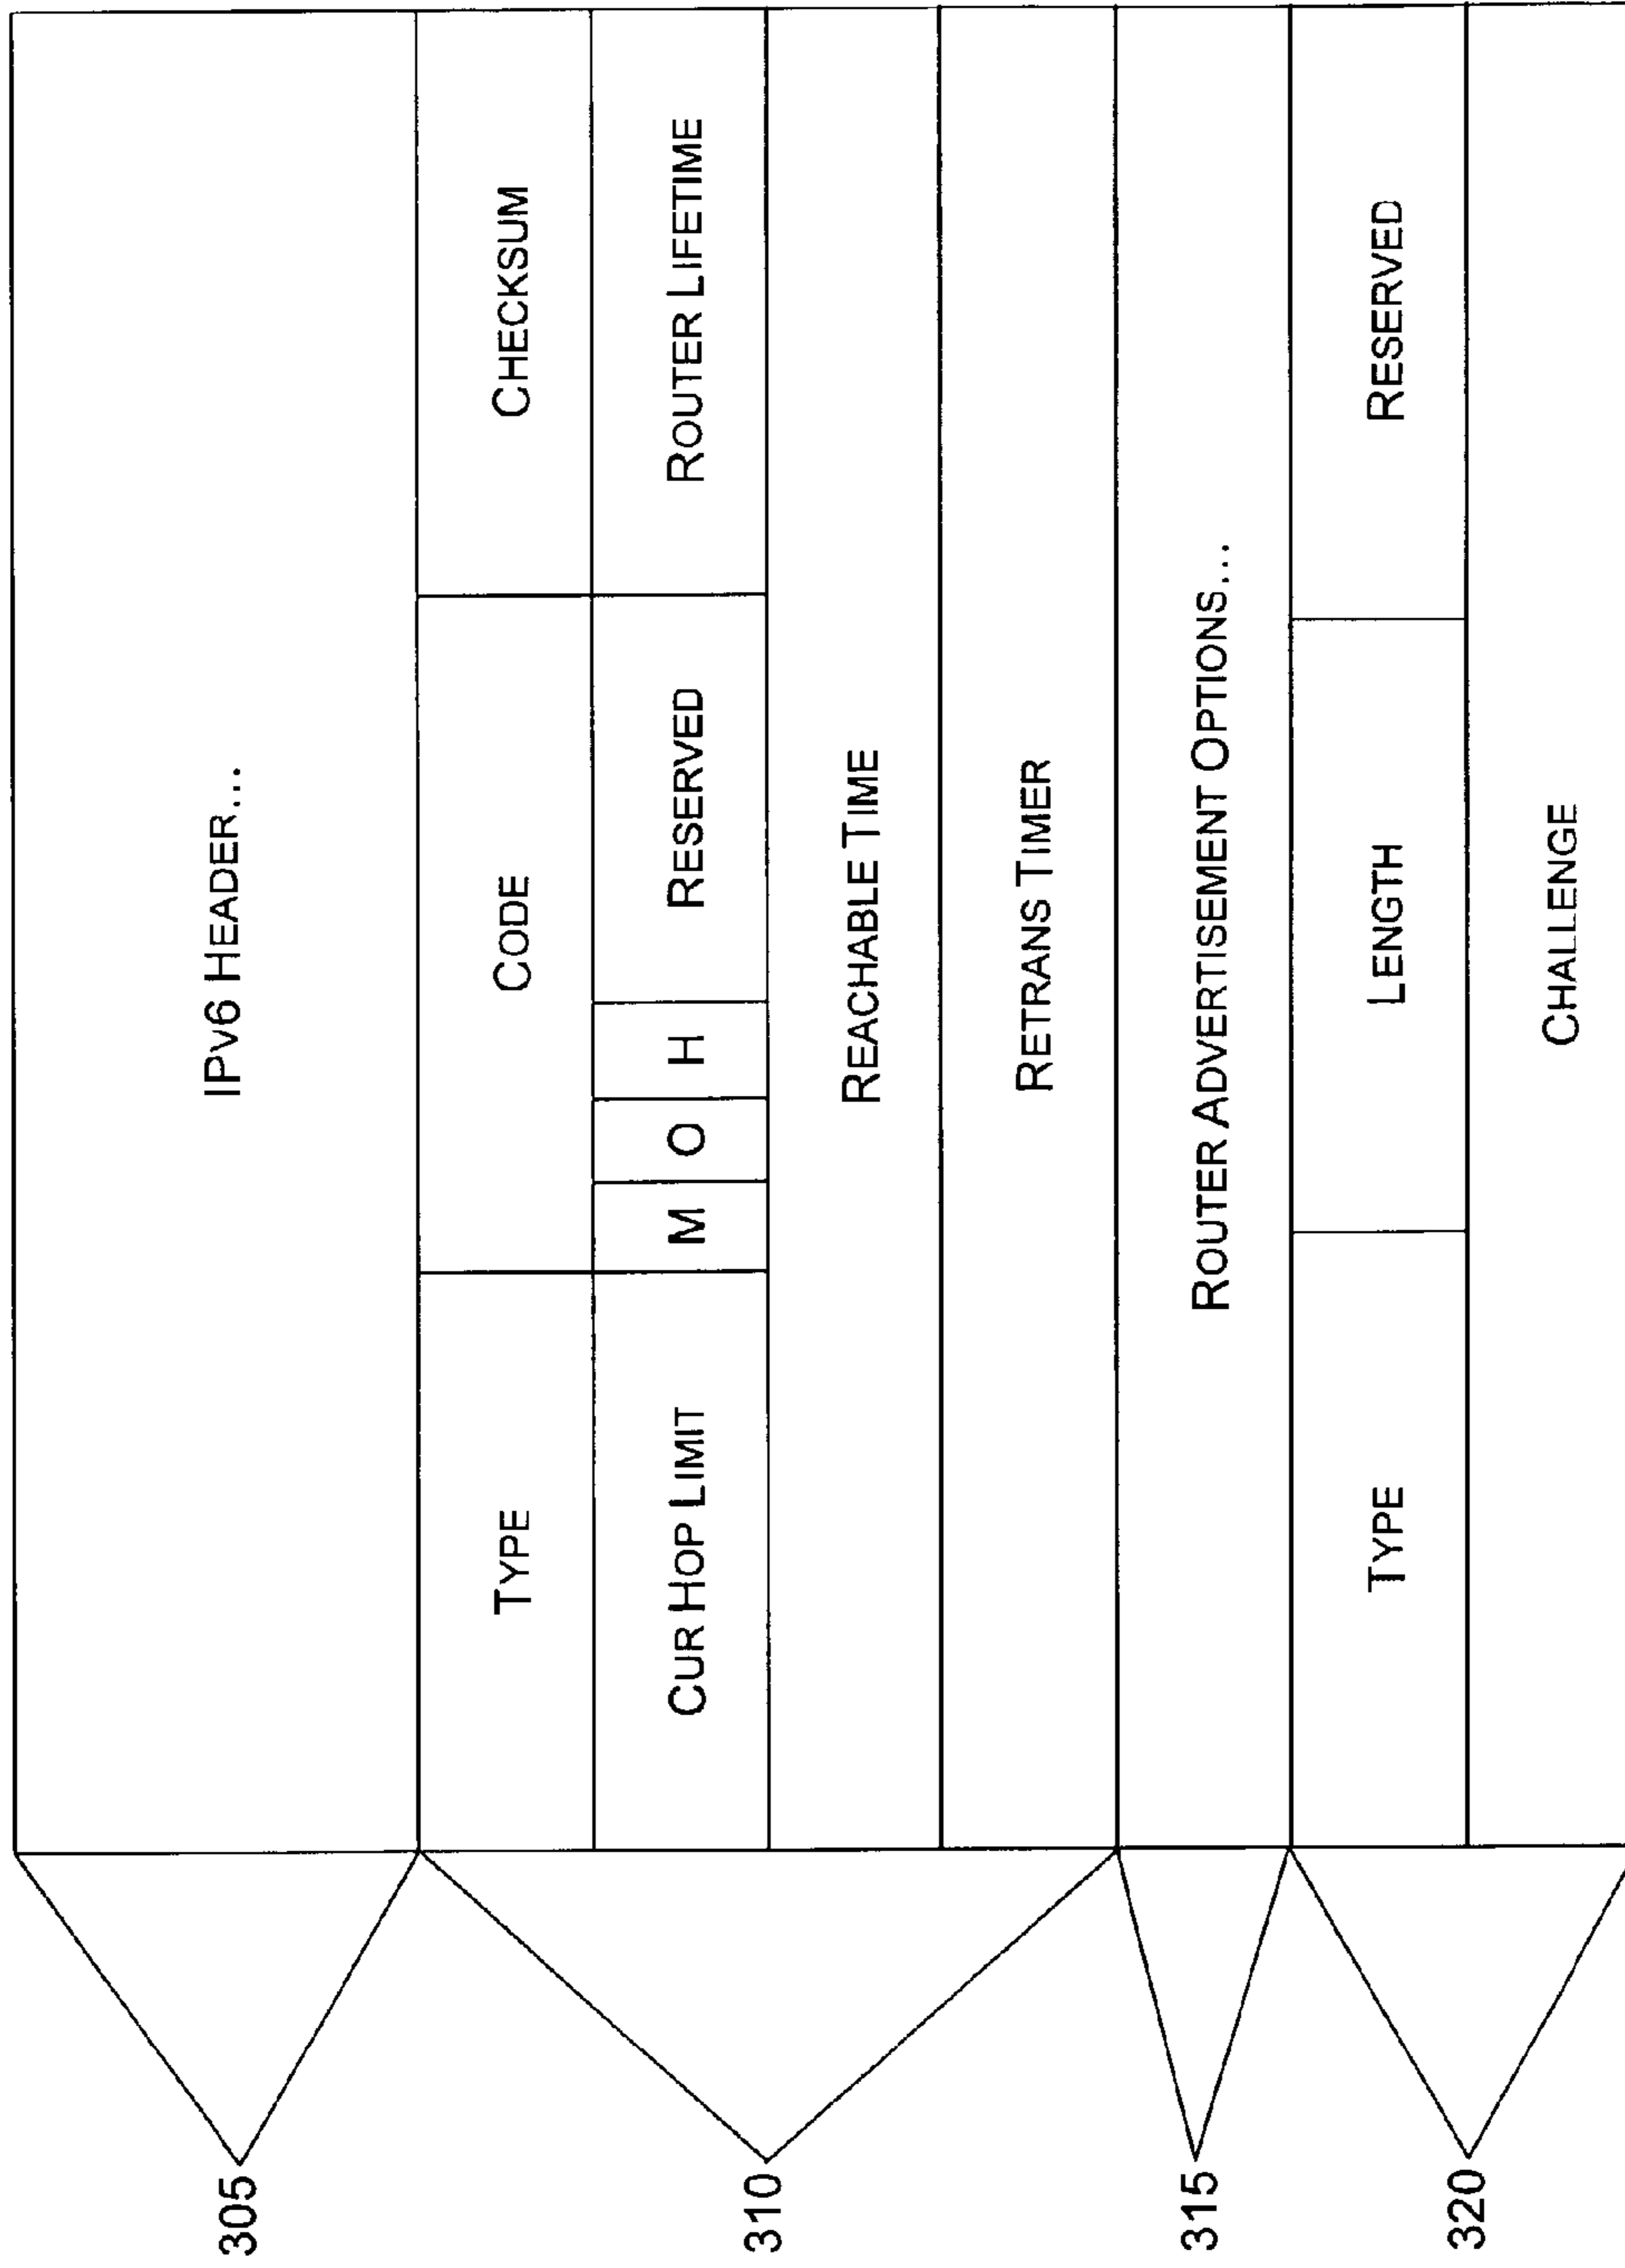 305
IPV6 HEADER...
310
TYPE CODE CHECKSUM
CUR HOP LIMIT M O H RESERVED ROUTER LIFETIME
REACHABLE TIME
RETRANS TIMER
315
ROUTER ADVERTISEMENT OPTIONS...
320
TYPE LENGTH RESERVED
CHALLENGE